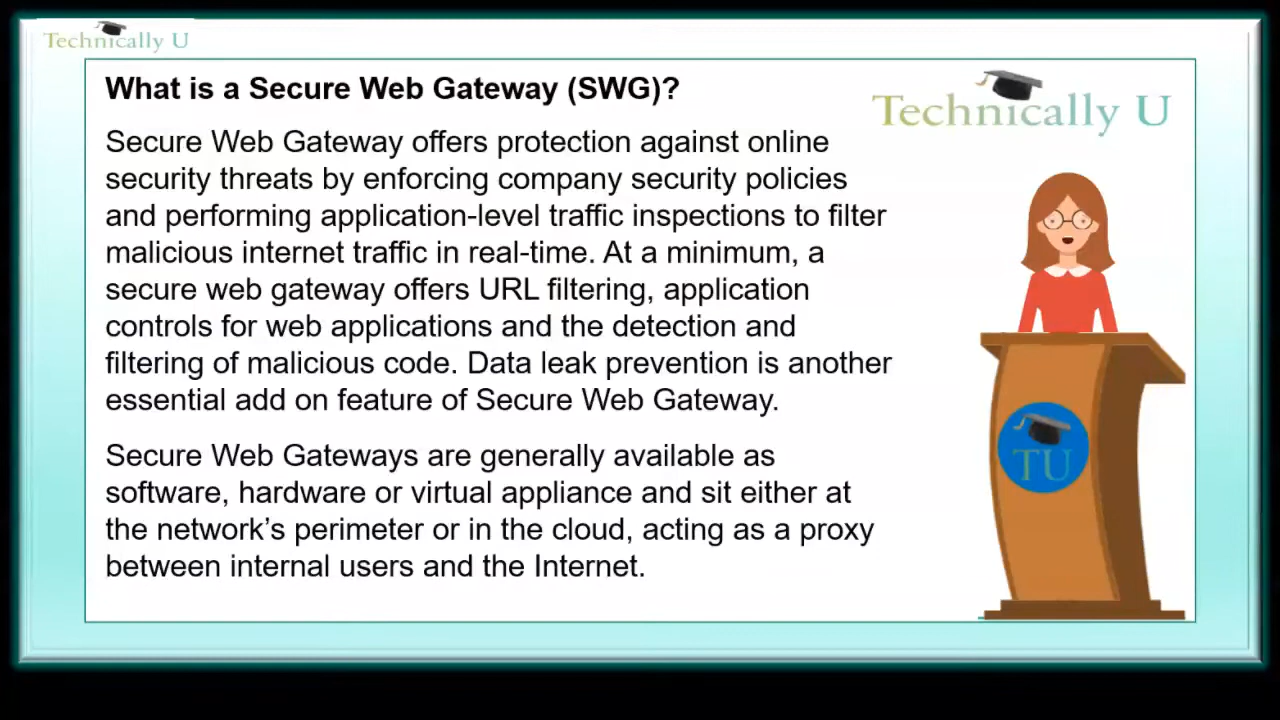 Technically U
What is a Secure Web Gateway (SWG)?
Technically U
Secure Web Gateway offers protection against online
security threats by enforcing company security policies
and performing application-level traffic inspections to filter
malicious internet traffic in real-time. At a minimum, a
secure web gateway offers URL filtering, application
controls for web applications and the detection and
filtering of malicious code. Data leak prevention is another
essential add on feature of Secure Web Gateway.
Secure Web Gateways are generally available as
software, hardware or virtual appliance and sit either at
the network’s perimeter or in the cloud, acting as a proxy
between internal users and the Internet.
TU